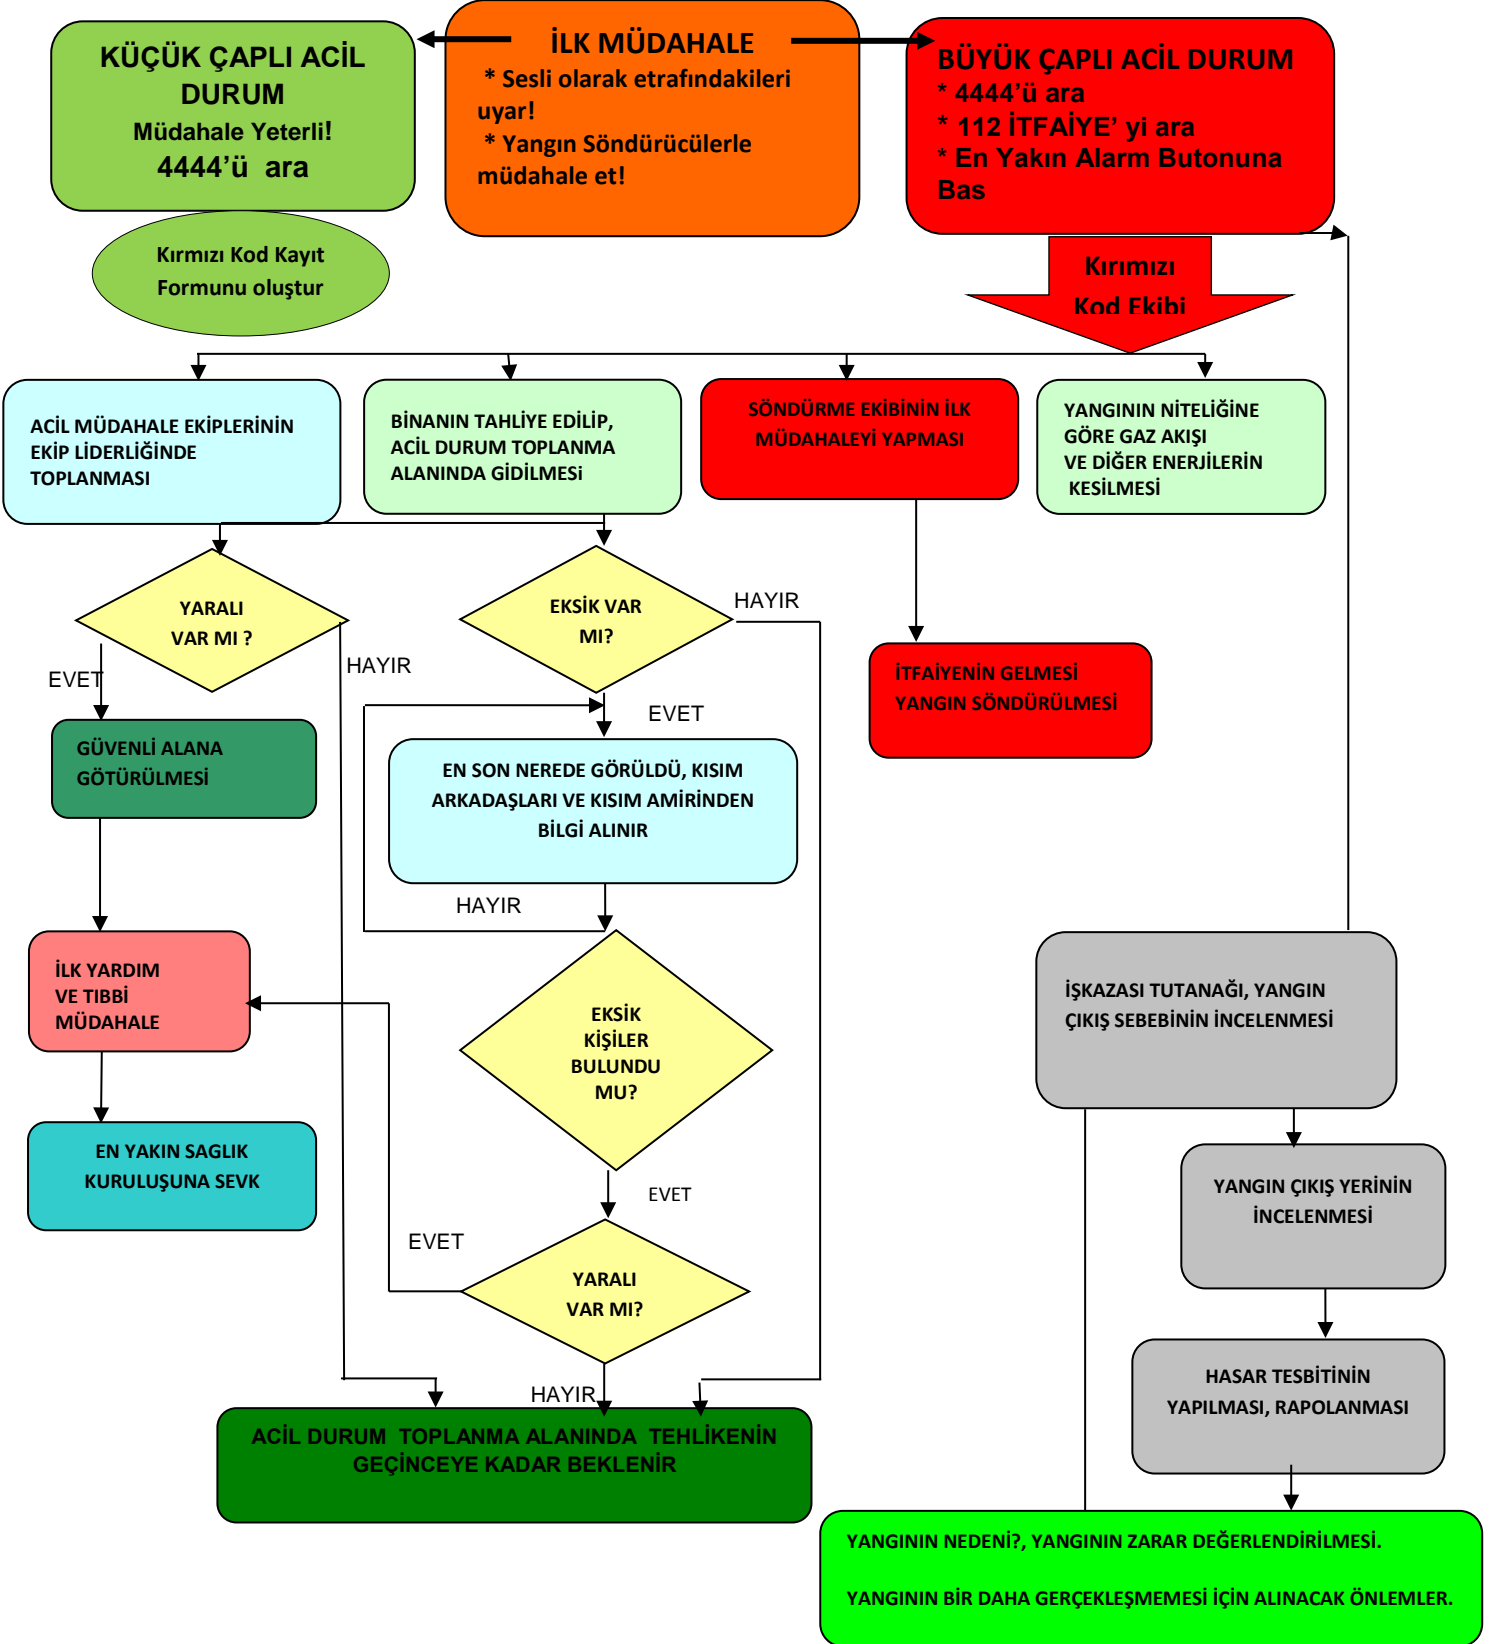 KÜÇÜK ÇAPLI ACİL
DURUM
Müdahale Yeterli!
4444'ü ara
İLK MÜDAHALE
* Sesli olarak etrafındakileri
uyar!
* Yangın Söndürücülerle
müdahale et!
BÜYÜK ÇAPLI ACİL DURUM
* 4444'ü ara
* 112 İTFAİYE' yi ara
* En Yakın Alarm Butonuna
Bas
Kırmızı Kod Kayıt
Formunu oluştur
Kırımızı
Kod Ekibi
ACİL MÜDAHALE EKİPLERİNİN
EKİP LİDERLİĞİNDE
TOPLANMASI
BİNANIN TAHLİYE EDİLİP,
ACİL DURUM TOPLANMA
ALANINDA GİDİLMESi
SÖNDÜRME EKİBİNİN İLK
MÜDAHALEYİ YAPMASI
YANGININ NİTELİĞİNE
GÖRE GAZ AKIŞI
VE DİĞER ENERJİLERİN
KESİLMESİ
YARALI
VAR MI ?
EKSİK VAR
MI?
HAYIR
HAYIR
EVET
EVET
İTFAİYENİN GELMESİ
YANGIN SÖNDÜRÜLMESİ
GÜVENLİ ALANA
GÖTÜRÜLMESİ
EN SON NEREDE GÖRÜLDÜ, KISIM
ARKADAŞLARI VE KISIM AMİRİNDEN
BİLGİ ALINIR
HAYIR
İLK YARDIM
VE TIBBİ
MÜDAHALE
EKSİK
KİŞİLER
BULUNDU
MU?
İŞKAZASI TUTANAĞI, YANGIN
ÇIKIŞ SEBEBİNİN İNCELENMESİ
EN YAKIN SAGLIK
KURULUŞUNA SEVK
EVET
YANGIN ÇIKIŞ YERİNİN
İNCELENMESİ
EVET
YARALI
VAR MI?
HAYIR
HASAR TESBİTİNİN
YAPILMASI, RAPOLANMASI
ACİL DURUM TOPLANMA ALANINDA TEHLİKENİN
GEÇİNCEYE KADAR BEKLENİR
YANGININ NEDENİ?, YANGININ ZARAR DEĞERLENDİRİLMESİ.
YANGININ BİR DAHA GERÇEKLEŞMEMESİ İÇİN ALINACAK ÖNLEMLER.